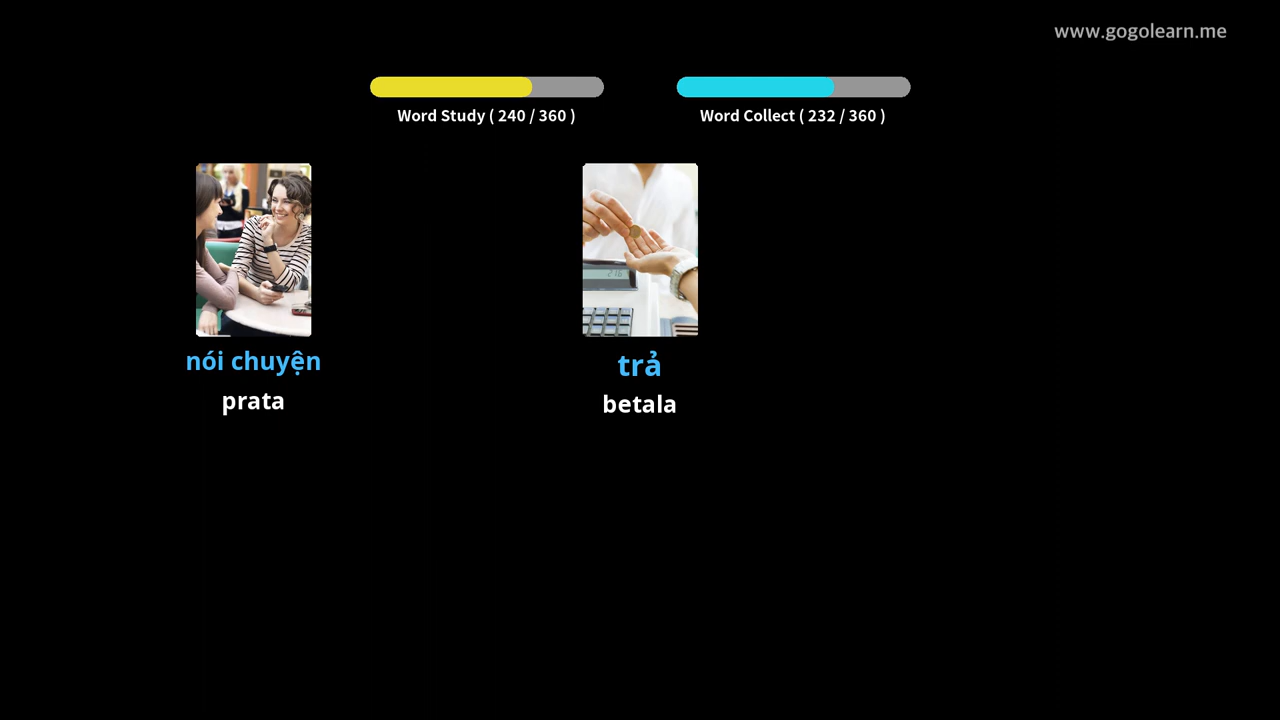 www.gogolearn.me
Word Study ( 240 / 360 )
Word Collect ( 232 / 360 )
nói chuyện
prata
trả
betala